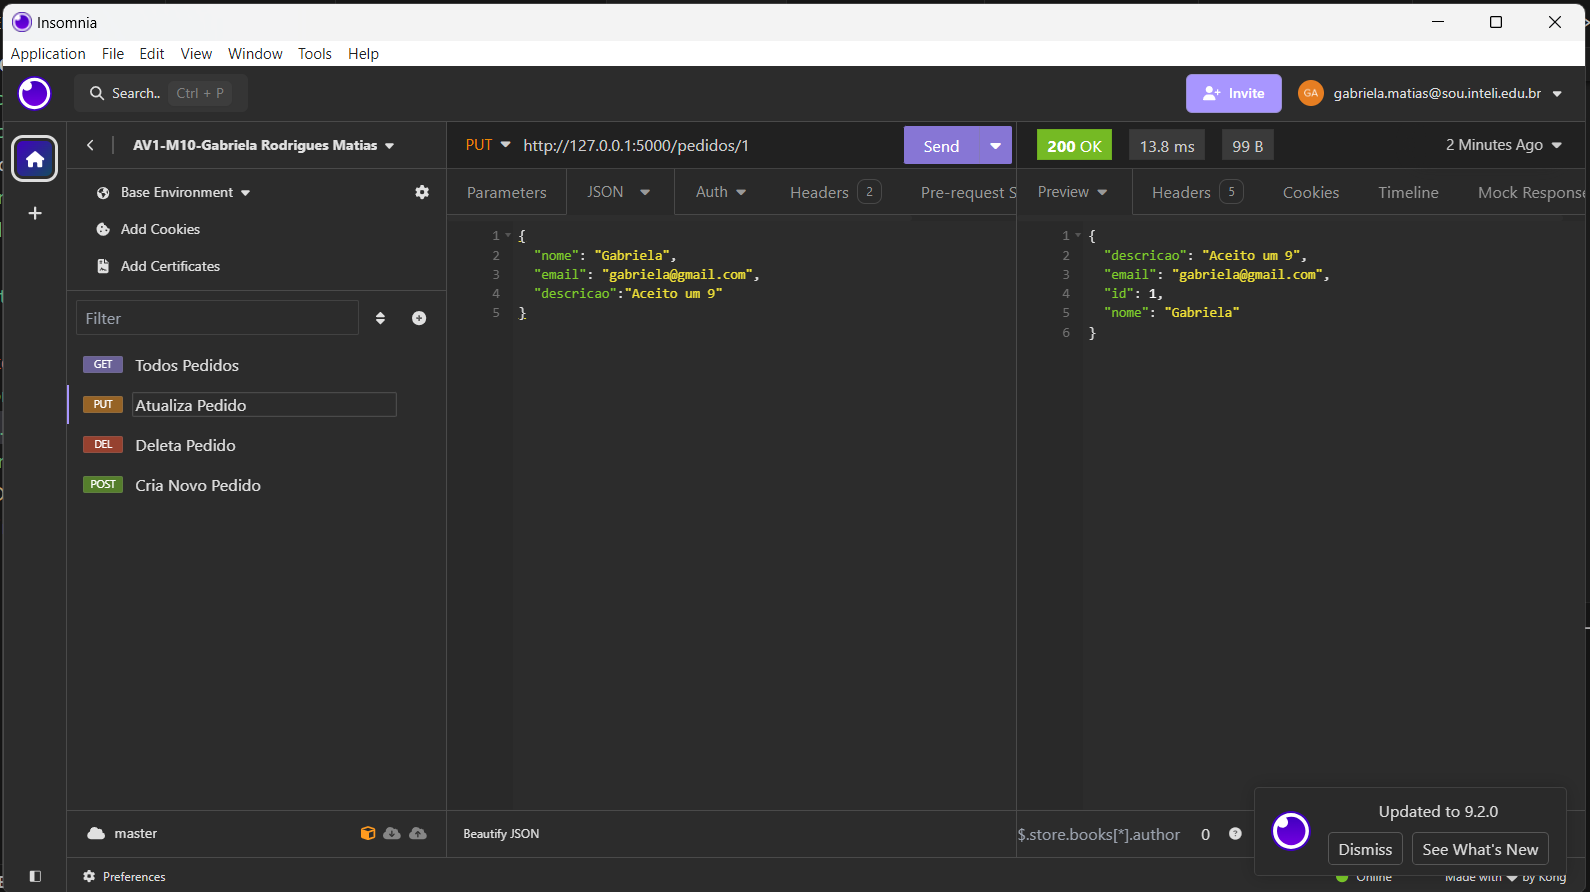 Insomnia
Application File Edit View Window Tools Help
Search.. Ctrl + P
Invite
GA gabriela.matias@sou.inteli.edu.br
AV1-M10-Gabriela Rodrigues Matias
PUT http://127.0.0.1:5000/pedidos/1
Send
200 OK 13.8 ms 99 B
2 Minutes Ago
Base Environment
Add Cookies
Add Certificates
Filter
GET Todos Pedidos
PUT Atualiza Pedido
DEL Deleta Pedido
POST Cria Novo Pedido
master
Preferences
Parameters JSON Auth Headers 2 Pre-request S
1 {
2 "nome": "Gabriela",
3 "email": "gabriela@gmail.com",
4 "descricao":"Aceito um 9"
5 }
Beautify JSON
Preview Headers 5 Cookies Timeline Mock Response
1 {
2 "descricao": "Aceito um 9",
3 "email": "gabriela@gmail.com",
4 "id": 1,
5 "nome": "Gabriela"
6 }
$.store.books[*].author 0 ?
Updated to 9.2.0
Dismiss See What's New
Online
Made with ❤ by Kong